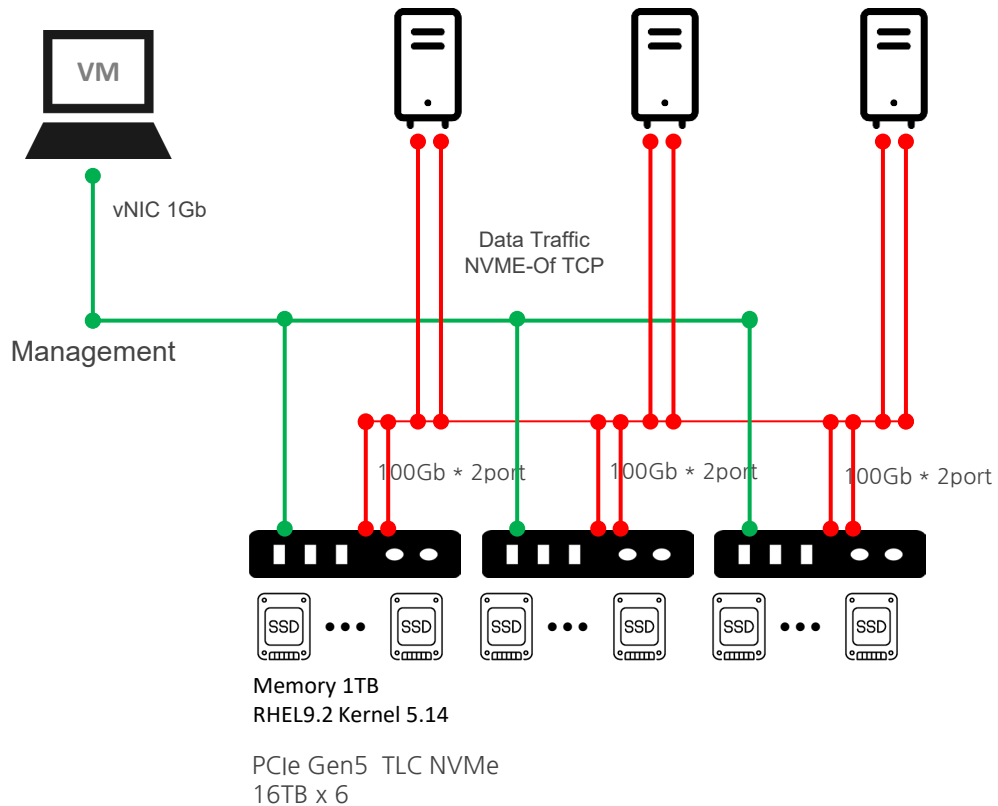 VM
vNIC 1Gb
Data Traffic
NVME-Of TCP
Management
100Gb * 2port
100Gb * 2port
100Gb * 2port
SSD
SSD
SSD
SSD
SSD
SSD
Memory 1TB
RHEL9.2 Kernel 5.14
PCIe Gen5 TLC NVMe
16TB x 6